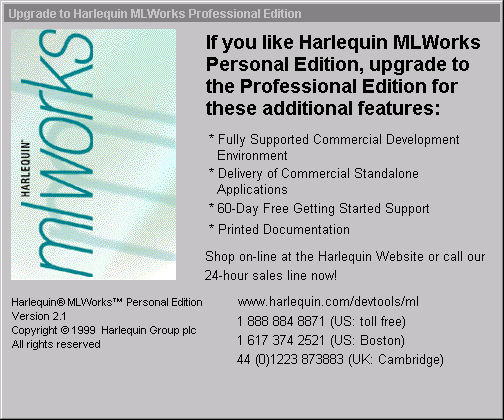 Upgrade to Harlequin MLWorks Professional Edition
HARLEQUIN®
mlworks
If you like Harlequin MLWorks
Personal Edition, upgrade to
the Professional Edition for
these additional features:
* Fully Supported Commercial Development
Environment
* Delivery of Commercial Standalone
Applications
* 60-Day Free Getting Started Support
* Printed Documentation
Shop on-line at the Harlequin Website or call our
24-hour sales line now!
Harlequin® MLWorks™ Personal Edition
Version 2.1
Copyright © 1999 Harlequin Group plc
All rights reserved
www.harlequin.com/devtools/ml
1 888 884 8871 (US: toll free)
1 617 374 2521 (US: Boston)
44 (0)1223 873883 (UK: Cambridge)